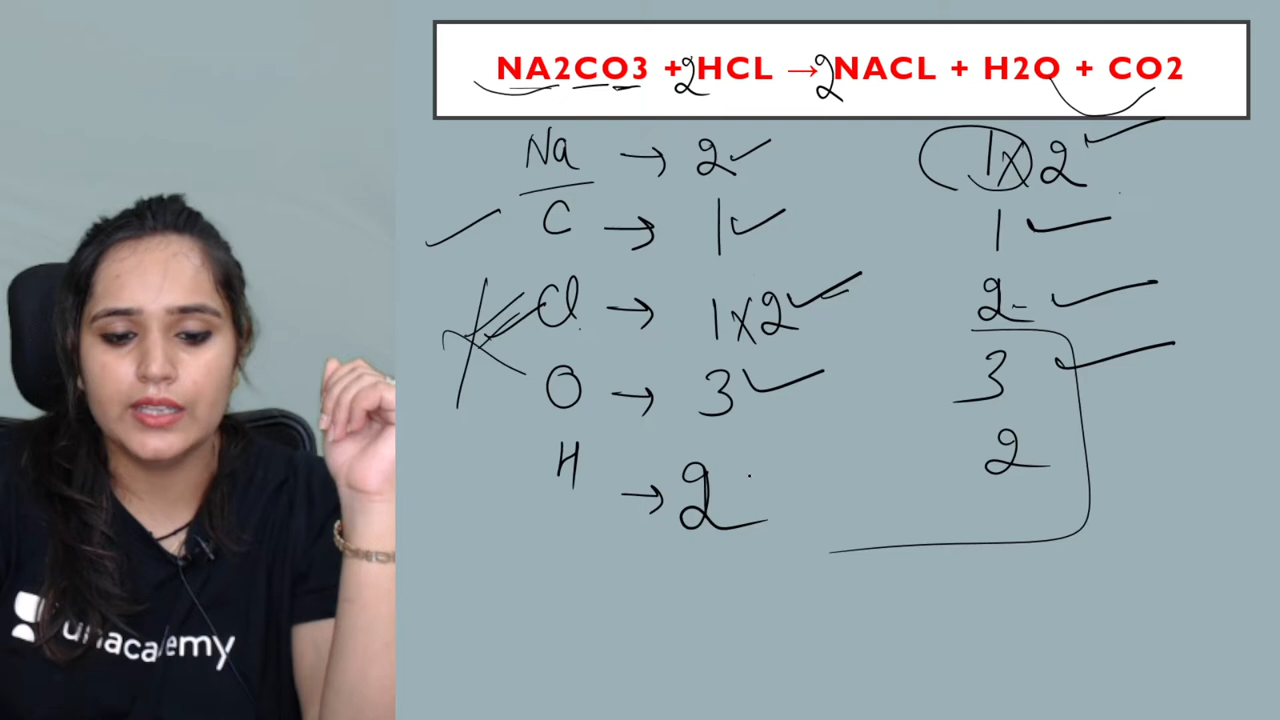 NA2CO3 + 2HCL → 2NACL + H2O + CO2
Na → 2 ✓ 1x2 ✓
✓ C → 1 ✓ 1 ✓
Cl → 1x2 ✓ 2 ✓
O → 3 ✓ 3 ✓
H → 2 2
unacademy